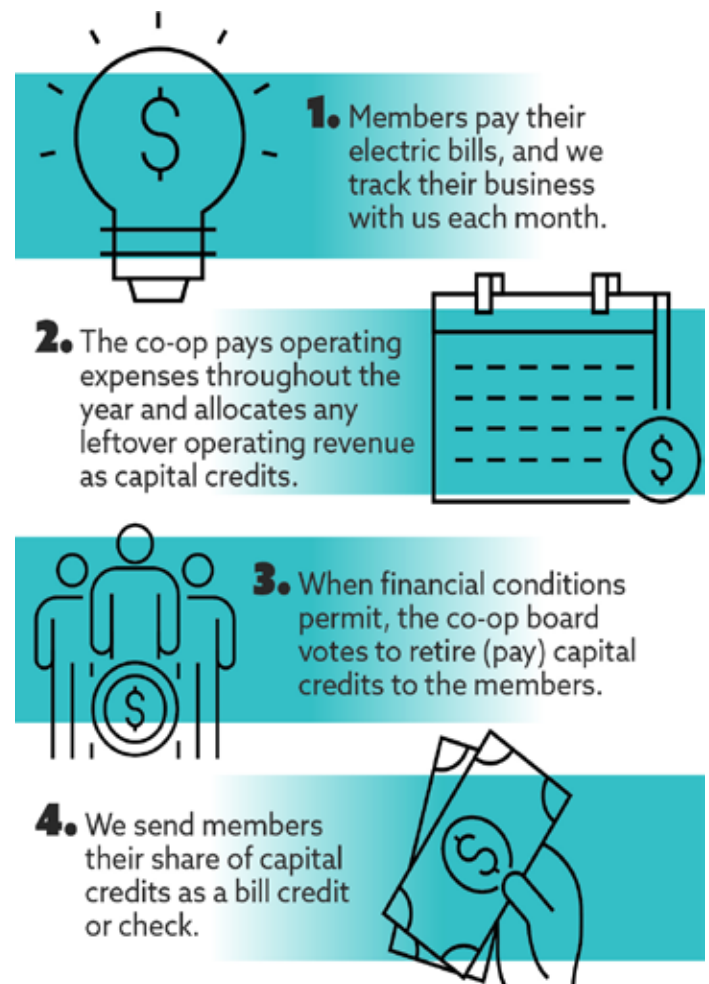 $
1. Members pay their
electric bills, and we
track their business
with us each month.
2. The co-op pays operating
expenses throughout the
year and allocates any
leftover operating revenue
as capital credits.
$
3. When financial conditions
permit, the co-op board
votes to retire (pay) capital
credits to the members.
$
4. We send members
their share of capital
credits as a bill credit
or check.
$